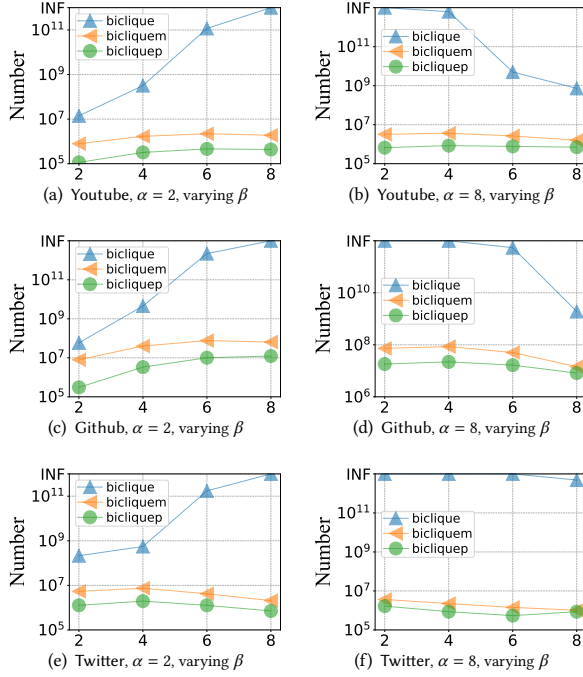 INF
10^11
10^9
10^7
10^5
Number
biclique
bicliquem
bicliquep
2 4 6 8
(a) Youtube, α = 2, varying β
INF
10^11
10^9
10^7
10^5
Number
biclique
bicliquem
bicliquep
2 4 6 8
(b) Youtube, α = 8, varying β
INF
10^11
10^9
10^7
10^5
Number
biclique
bicliquem
bicliquep
2 4 6 8
(c) Github, α = 2, varying β
INF
10^10
10^8
10^6
Number
biclique
bicliquem
bicliquep
2 4 6 8
(d) Github, α = 8, varying β
INF
10^11
10^9
10^7
10^5
Number
biclique
bicliquem
bicliquep
2 4 6 8
(e) Twitter, α = 2, varying β
INF
10^11
10^9
10^7
10^5
Number
biclique
bicliquem
bicliquep
2 4 6 8
(f) Twitter, α = 8, varying β